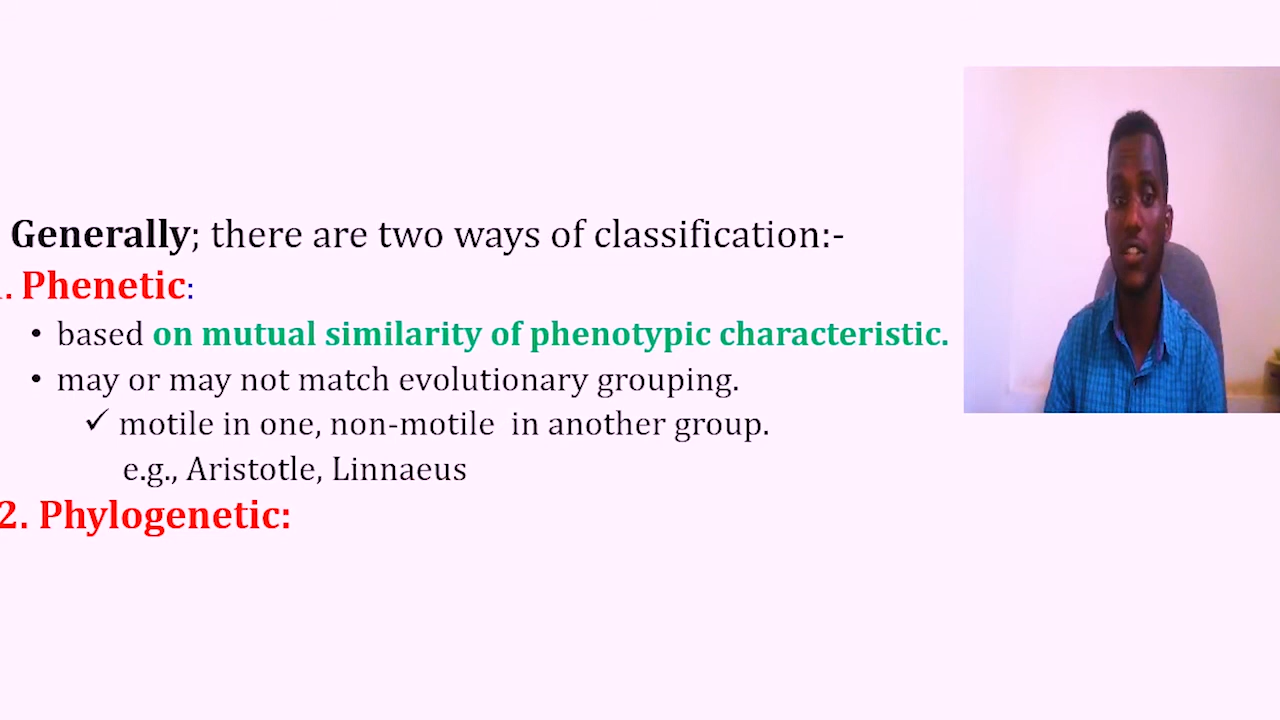 Generally; there are two ways of classification:-
. Phenetic:
• based on mutual similarity of phenotypic characteristic.
• may or may not match evolutionary grouping.
✓ motile in one, non-motile in another group.
e.g., Aristotle, Linnaeus
2. Phylogenetic: